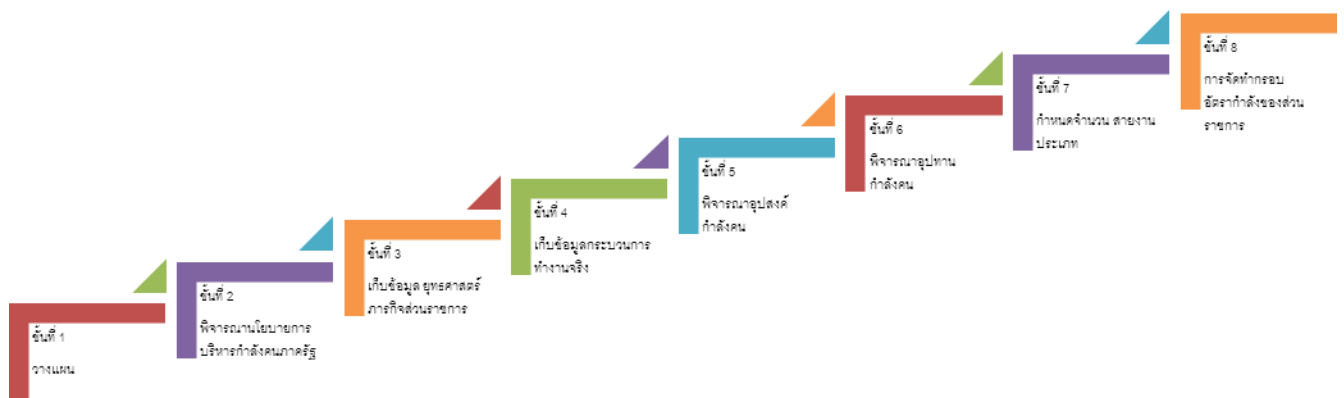 ขั้นที่ 1
วางแผน
ขั้นที่ 2
พิจารณานโยบายการ
บริหารกำลังคนภาครัฐ
ขั้นที่ 3
เก็บข้อมูล ยุทธศาสตร์
ภารกิจส่วนราชการ
ขั้นที่ 4
เก็บข้อมูลกระบวนการ
ทำงานจริง
ขั้นที่ 5
พิจารณาอุปสงค์
กำลังคน
ขั้นที่ 6
พิจารณาอุปทาน
กำลังคน
ขั้นที่ 7
กำหนดจำนวน สายงาน
ประเภท
ขั้นที่ 8
การจัดทำกรอบ
อัตรากำลังของส่วน
ราชการ